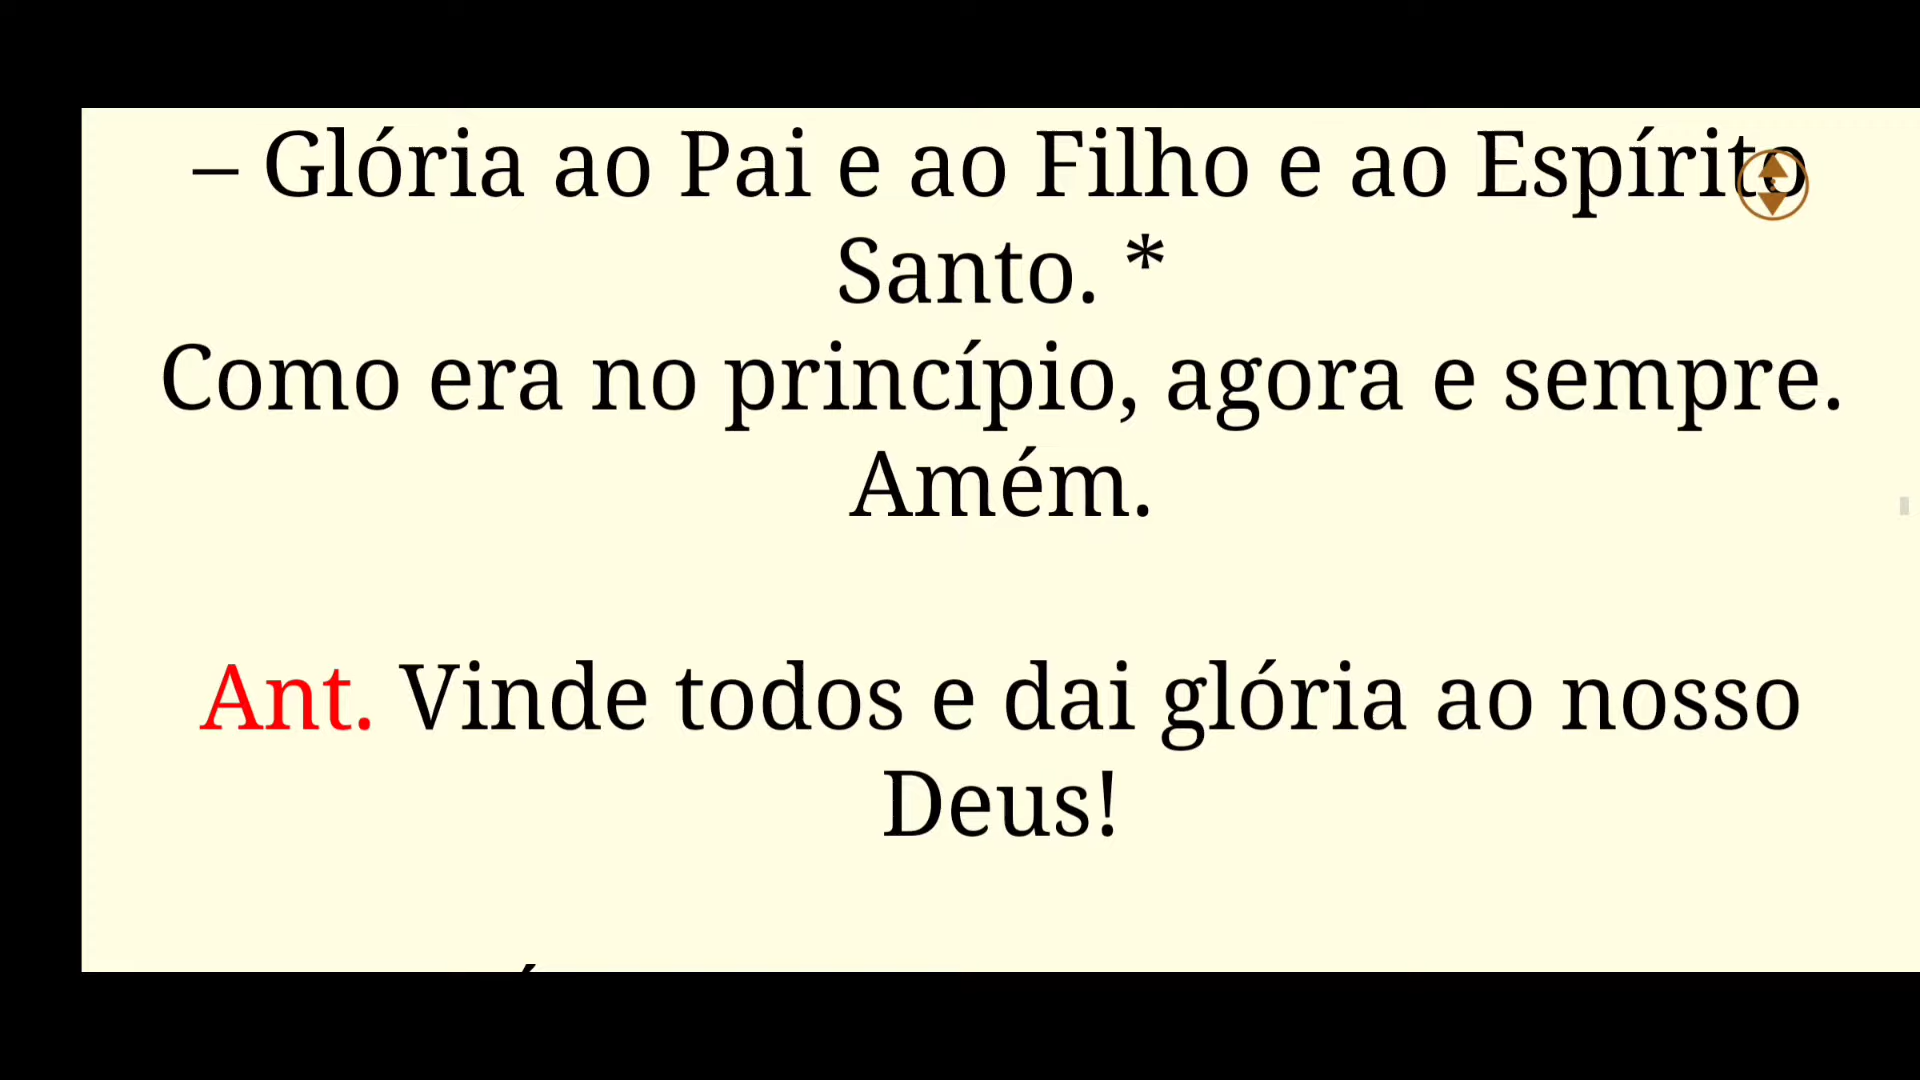 – Glória ao Pai e ao Filho e ao Espírito
Santo. *
Como era no princípio, agora e sempre.
Amém.
Ant. Vinde todos e dai glória ao nosso
Deus!